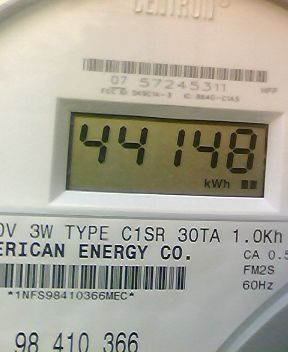 CENTRON®
07 57245311
44148
kWh
0V 3W TYPE C1SR 30TA 1.0Kh
ERICAN ENERGY CO. CA 0.5
*1NFS98410366MEC* FM2S
60Hz
98 410 366